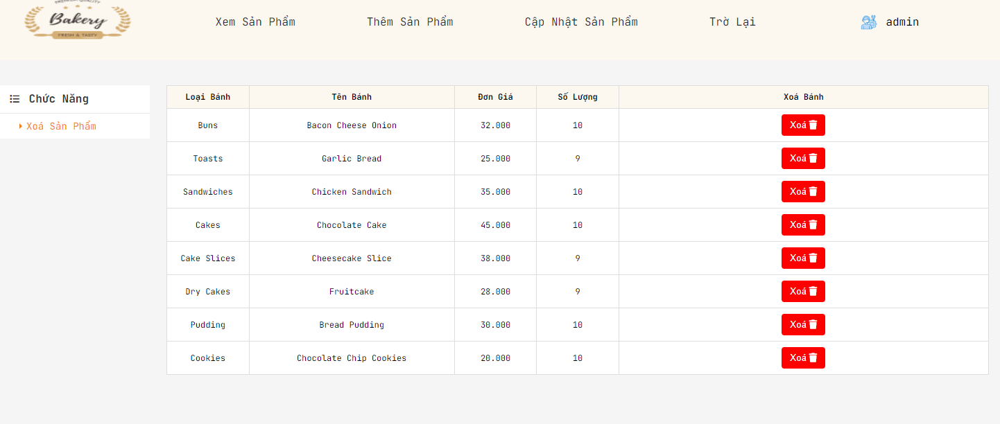 PREMIUM QUALITY
Bakery
FRESH & TASTY
Xem Sản Phẩm Thêm Sản Phẩm Cập Nhật Sản Phẩm Trờ Lại admin
Chức Năng
Xoá Sản Phẩm
Loại Bánh Tên Bánh Đơn Giá Số Lượng Xoá Bánh
Buns Bacon Cheese Onion 32.000 10 Xoá
Toasts Garlic Bread 25.000 9 Xoá
Sandwiches Chicken Sandwich 35.000 10 Xoá
Cakes Chocolate Cake 45.000 10 Xoá
Cake Slices Cheesecake Slice 38.000 9 Xoá
Dry Cakes Fruitcake 28.000 9 Xoá
Pudding Bread Pudding 30.000 10 Xoá
Cookies Chocolate Chip Cookies 20.000 10 Xoá